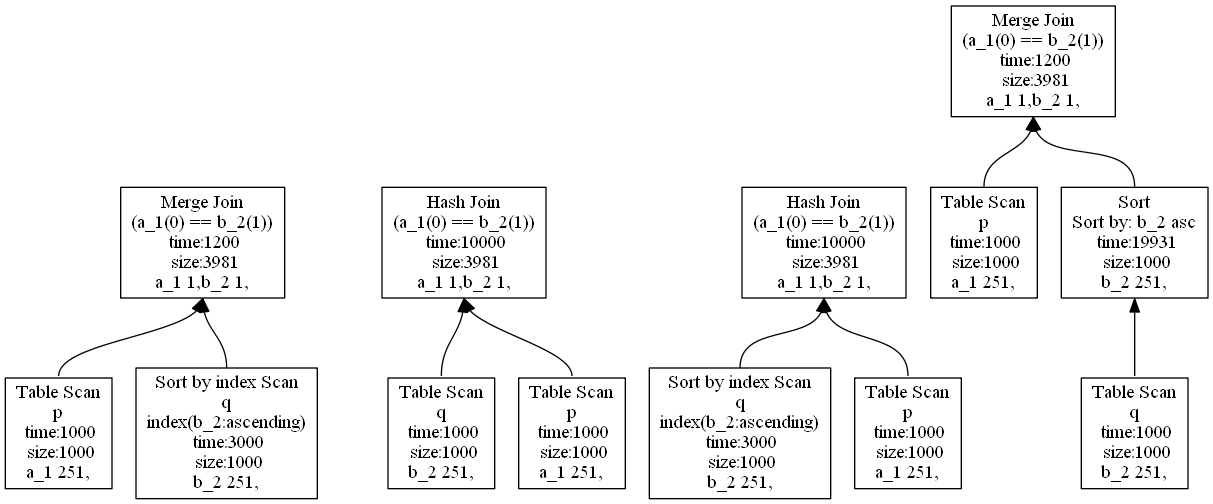 Merge Join
(a_1(0) == b_2(1))
time:1200
size:3981
a_1 1,b_2 1,
Merge Join
(a_1(0) == b_2(1))
time:1200
size:3981
a_1 1,b_2 1,
Hash Join
(a_1(0) == b_2(1))
time:10000
size:3981
a_1 1,b_2 1,
Hash Join
(a_1(0) == b_2(1))
time:10000
size:3981
a_1 1,b_2 1,
Table Scan
p
time:1000
size:1000
a_1 251,
Sort
Sort by: b_2 asc
time:19931
size:1000
b_2 251,
Table Scan
p
time:1000
size:1000
a_1 251,
Sort by index Scan
q
index(b_2:ascending)
time:3000
size:1000
b_2 251,
Table Scan
q
time:1000
size:1000
b_2 251,
Table Scan
p
time:1000
size:1000
a_1 251,
Sort by index Scan
q
index(b_2:ascending)
time:3000
size:1000
b_2 251,
Table Scan
p
time:1000
size:1000
a_1 251,
Table Scan
q
time:1000
size:1000
b_2 251,